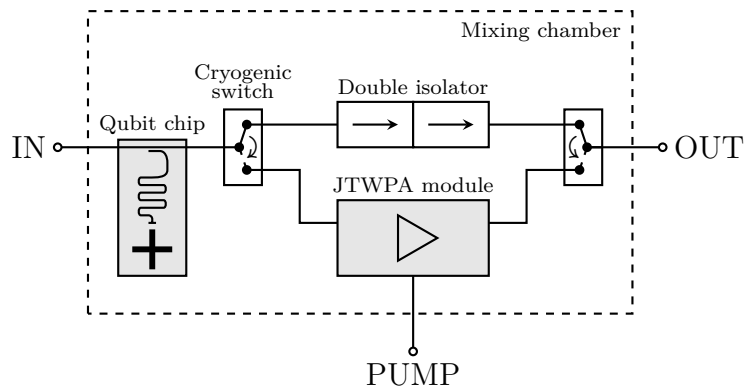 Mixing chamber
Cryogenic
switch
Double isolator
Qubit chip
IN
OUT
JTWPA module
PUMP